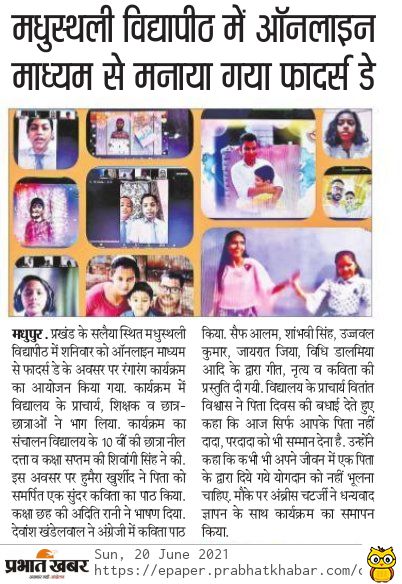 मधुस्थली विद्यापीठ में ऑनलाइन
माध्यम से मनाया गया फादर्स डे
मधुपुर. प्रखंड के सलैया स्थित मधुस्थली
विद्यापीठ में शनिवार को ऑनलाइन माध्यम
से फादर्स डे के अवसर पर रंगारंग कार्यक्रम
का आयोजन किया गया. कार्यक्रम में
विद्यालय के प्राचार्य, शिक्षक व छात्र-
छात्राओं ने भाग लिया. कार्यक्रम का
संचालन विद्यालय के 10 वीं की छात्रा नील
दत्ता व कक्षा सप्तम की शिवांगी सिंह ने की.
इस अवसर पर हुमैरा खुर्शीद ने पिता को
समर्पित एक सुंदर कविता का पाठ किया.
कक्षा छह की अदिति रानी ने भाषण दिया.
देवांश खंडेलवाल ने अंग्रेजी में कविता पाठ
किया. सैफ आलम, शांभवी सिंह, उज्जवल
कुमार, जायरात जिया, विधि डालमिया
आदि के द्वारा गीत, नृत्य व कविता की
प्रस्तुति दी गयी. विद्यालय के प्राचार्य वितांत
विश्वास ने पिता दिवस की बधाई देते हुए
कहा कि आज सिर्फ आपके पिता नहीं
दादा, परदादा को भी सम्मान देना है. उन्होंने
कहा कि कभी भी अपने जीवन में एक पिता
के द्वारा दिये गये योगदान को नहीं भूलना
चाहिए. मौके पर अंब्रीस चटर्जी ने धन्यवाद
ज्ञापन के साथ कार्यक्रम का समापन
किया.
प्रभात खबर
Sun, 20 June 2021
https://epaper.prabhatkhabar.com/c